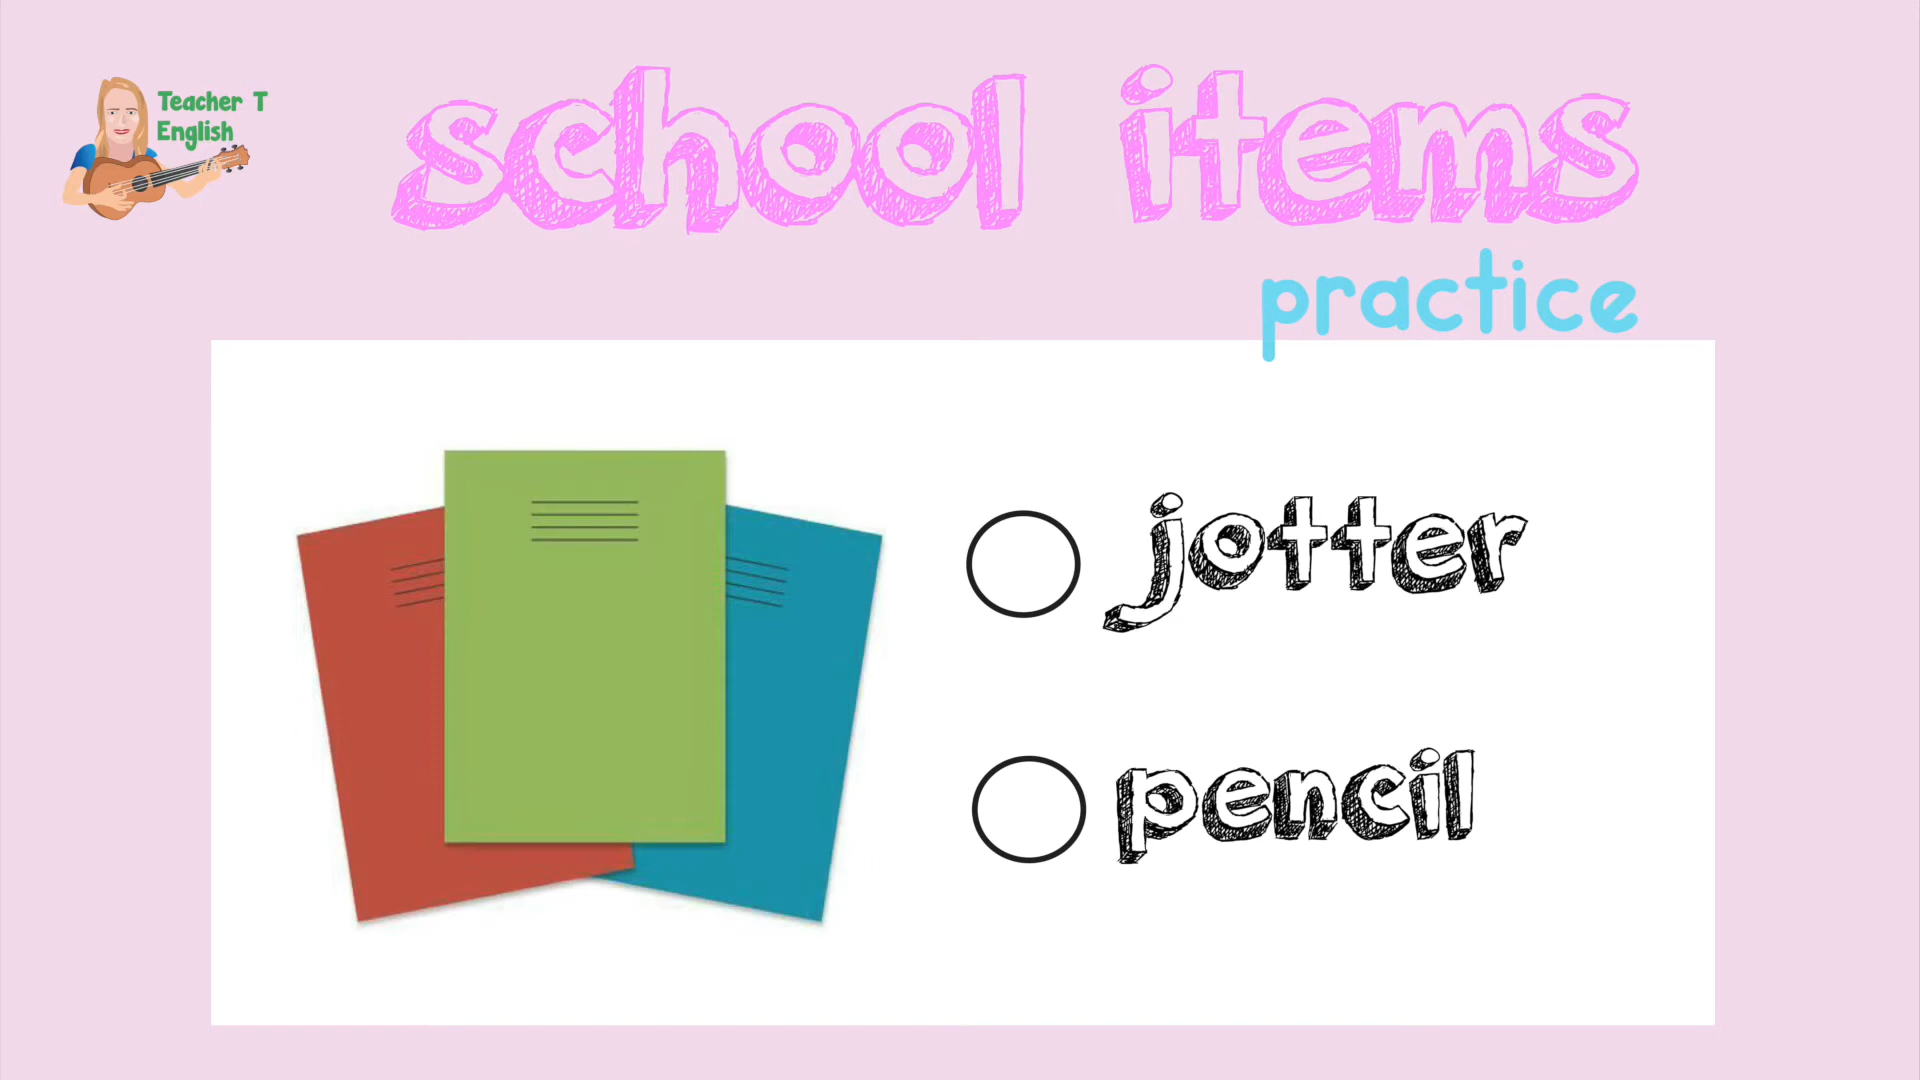 Teacher T
English
school items
practice
jotter
pencil